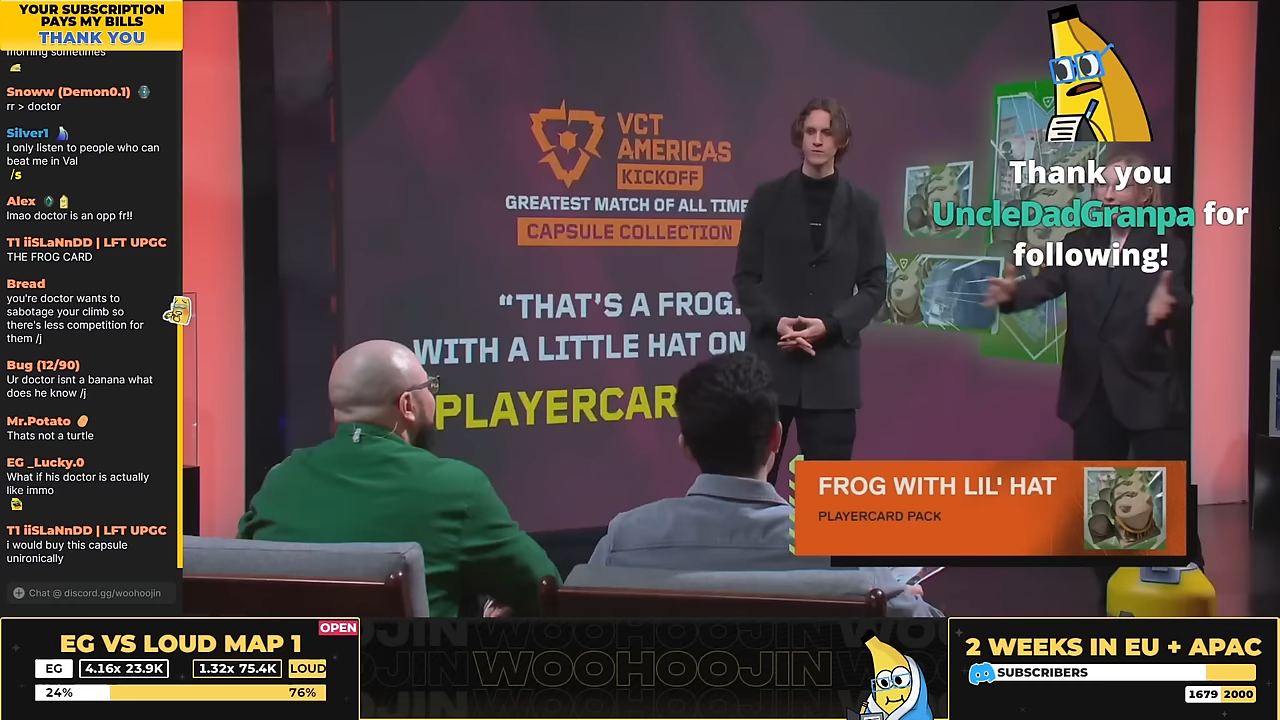 YOUR SUBSCRIPTION
PAYS MY BILLS
THANK YOU
morning sometimes
Snoww (Demon0.1)
rr > doctor
Silver1
I only listen to people who can
beat me in Val
/s
Alex
lmao doctor is an opp fr!!
T1 iiSLaNnDD | LFT UPGC
THE FROG CARD
Bread
you're doctor wants to
sabotage your climb so
there's less competition for
them /j
Bug (12/90)
Ur doctor isnt a banana what
does he know /j
Mr.Potato
Thats not a turtle
EG _Lucky.0
What if his doctor is actually
like immo
T1 iiSLaNnDD | LFT UPGC
i would buy this capsule
unironically
Chat @ discord.gg/woohoojin
VCT
AMERICAS
KICKOFF
GREATEST MATCH OF ALL TIME
CAPSULE COLLECTION
“THAT'S A FROG.
WITH A LITTLE HAT ON
PLAYERCAR
Thank you
UncleDadGranpa for
following!
FROG WITH LIL' HAT
PLAYERCARD PACK
EG VS LOUD MAP 1
OPEN
EG 4.16x 23.9K 1.32x 75.4K LOUD
24% 76%
WOOHOOJIN
2 WEEKS IN EU + APAC
SUBSCRIBERS
1679 2000